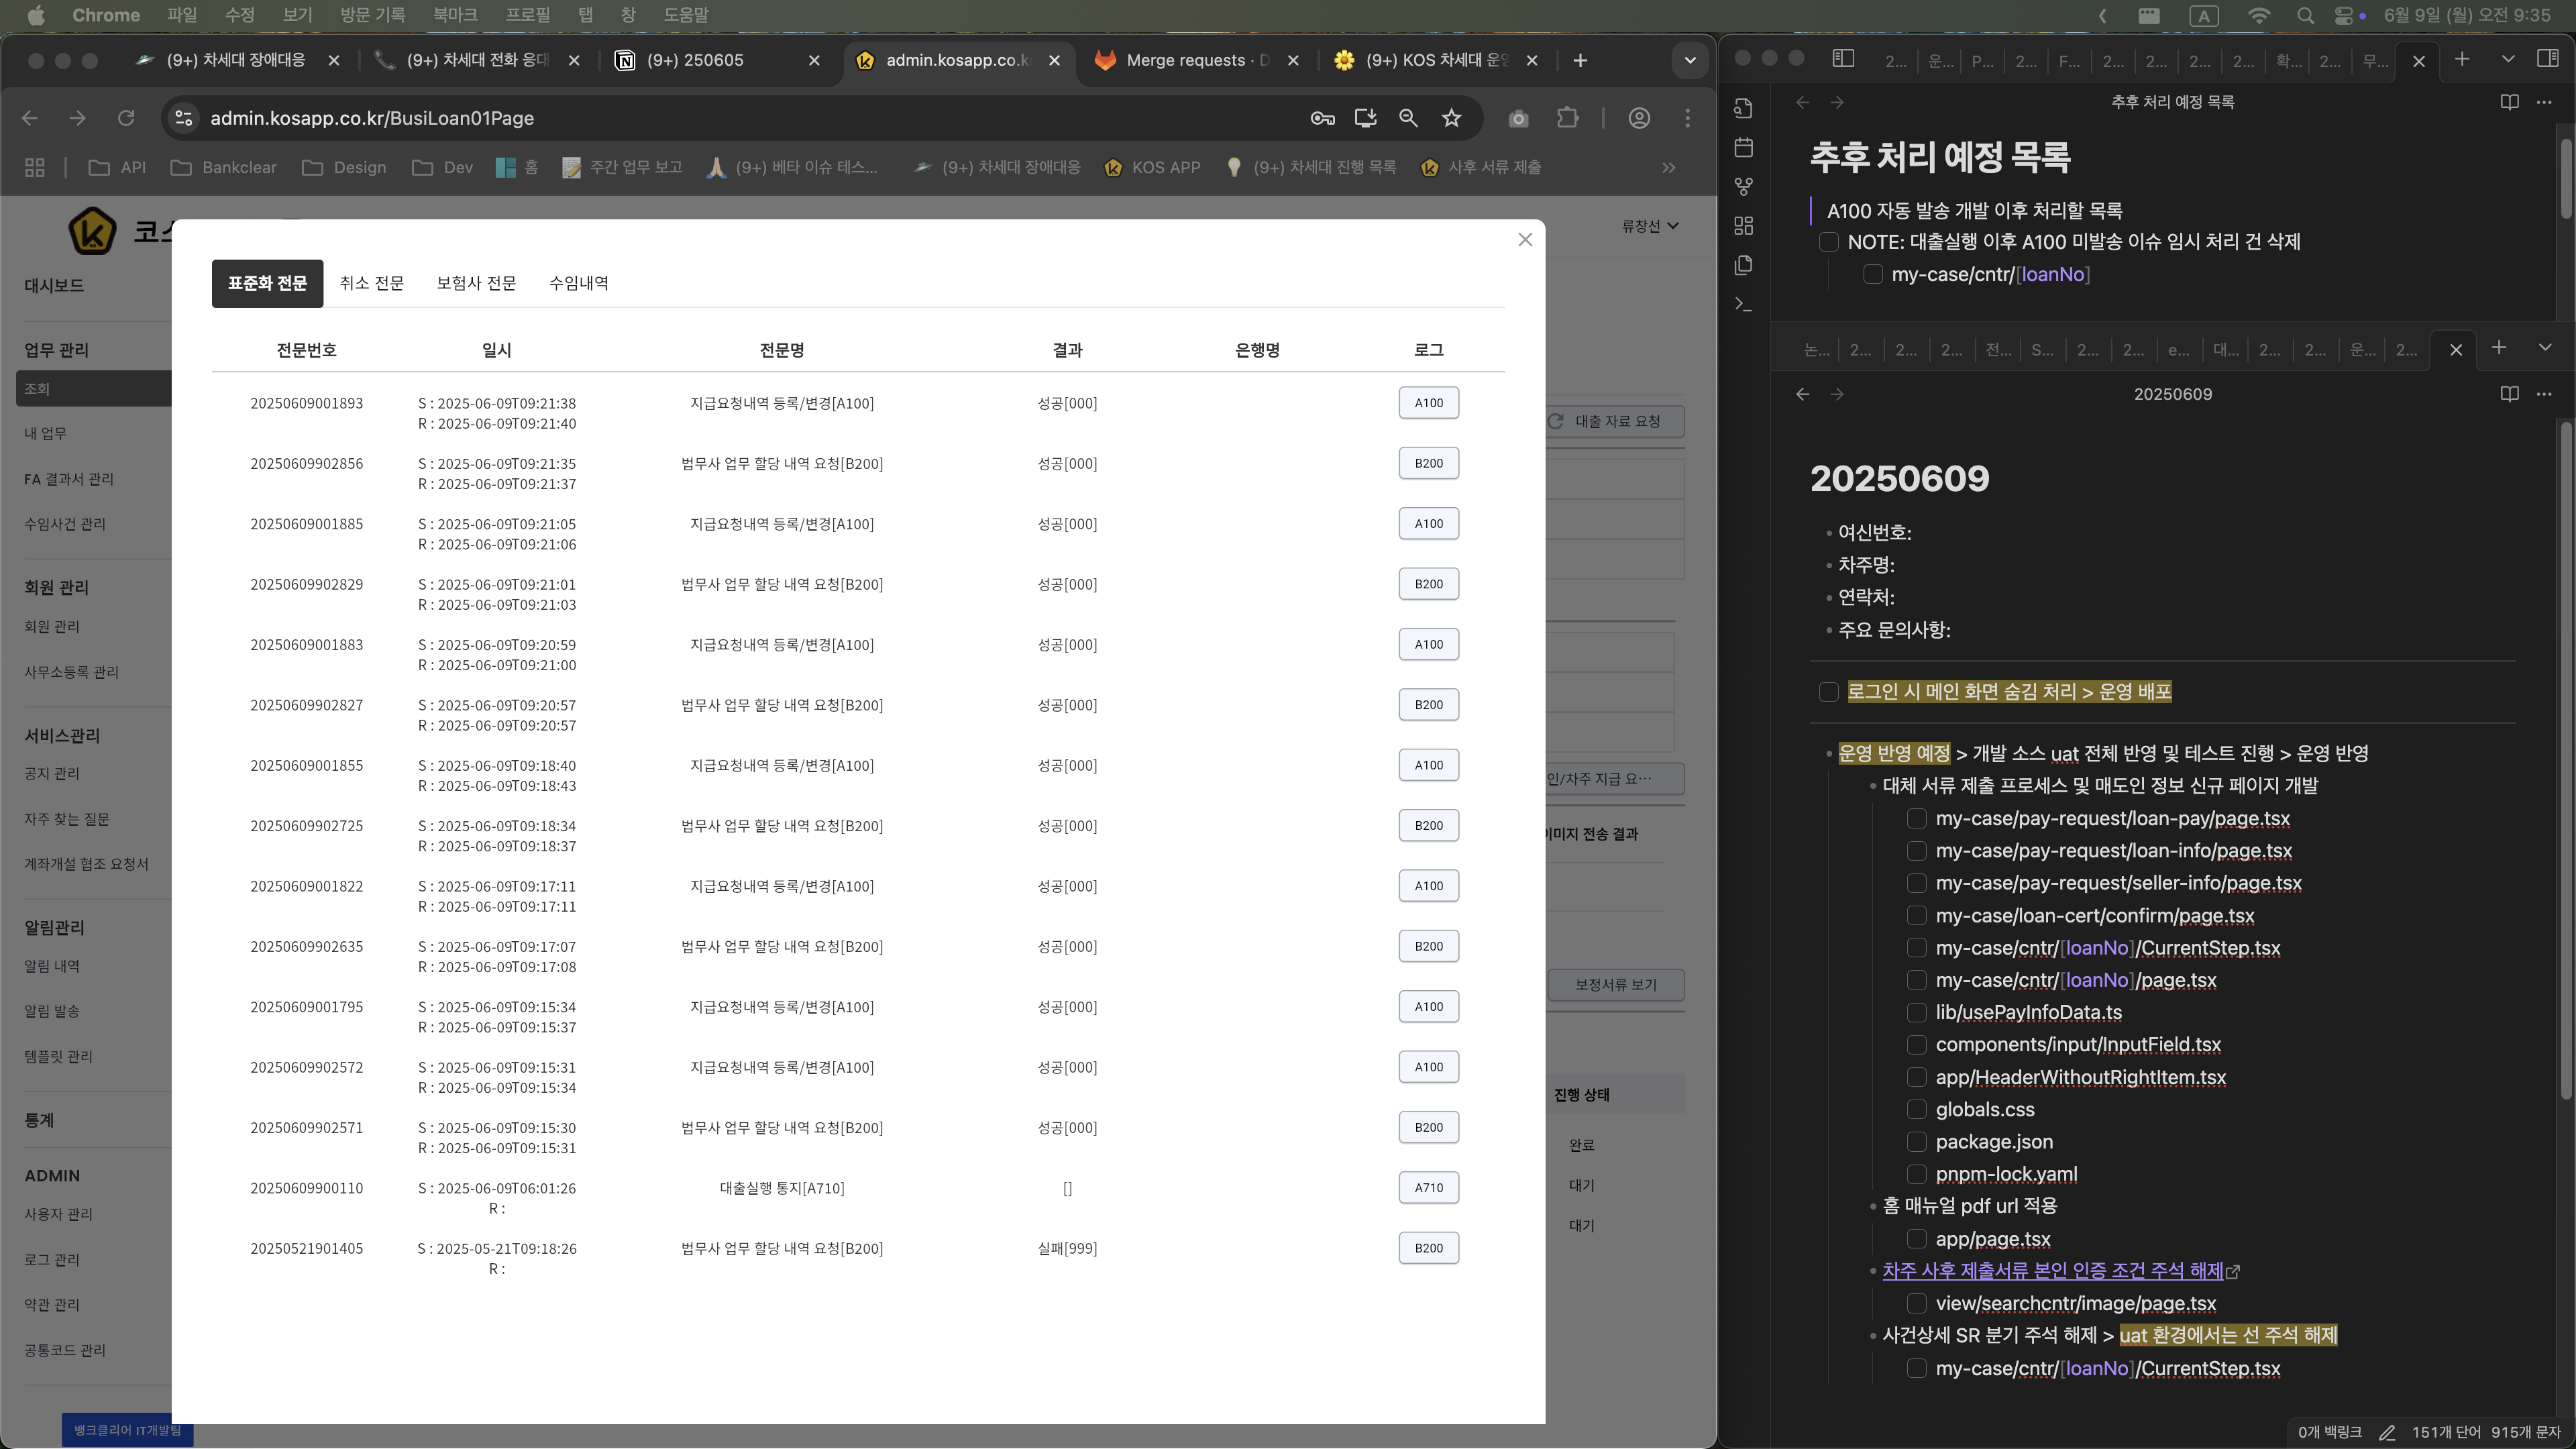 Chrome 파일 수정 보기 방문 기록 북마크 프로필 탭 창 도움말
A 6월 9일 (월) 오전 9:35
(9+) 차세대 장애대응
(9+) 차세대 전화 응대
(9+) 250605
admin.kosapp.co.k
Merge requests · D
(9+) KOS 차세대 운영
admin.kosapp.co.kr/BusiLoan01Page
API Bankclear Design Dev 홈 주간 업무 보고 (9+) 베타 이슈 테스... (9+) 차세대 장애대응 KOS APP (9+) 차세대 진행 목록 사후 서류 제출
코스
류창선
대시보드
업무 관리
조회
내 업무
FA 결과서 관리
수임사건 관리
회원 관리
회원 관리
사무소등록 관리
서비스관리
공지 관리
자주 찾는 질문
계좌개설 협조 요청서
알림관리
알림 내역
알림 발송
템플릿 관리
통계
ADMIN
사용자 관리
로그 관리
약관 관리
공통코드 관리
뱅크클리어 IT개발팀
표준화 전문 취소 전문 보험사 전문 수임내역
전문번호 일시 전문명 결과 은행명 로그
20250609001893 S : 2025-06-09T09:21:38 지급요청내역 등록/변경[A100] 성공[000] A100
R : 2025-06-09T09:21:40
20250609902856 S : 2025-06-09T09:21:35 법무사 업무 할당 내역 요청[B200] 성공[000] B200
R : 2025-06-09T09:21:37
20250609001885 S : 2025-06-09T09:21:05 지급요청내역 등록/변경[A100] 성공[000] A100
R : 2025-06-09T09:21:06
20250609902829 S : 2025-06-09T09:21:01 법무사 업무 할당 내역 요청[B200] 성공[000] B200
R : 2025-06-09T09:21:03
20250609001883 S : 2025-06-09T09:20:59 지급요청내역 등록/변경[A100] 성공[000] A100
R : 2025-06-09T09:21:00
20250609902827 S : 2025-06-09T09:20:57 법무사 업무 할당 내역 요청[B200] 성공[000] B200
R : 2025-06-09T09:20:57
20250609001855 S : 2025-06-09T09:18:40 지급요청내역 등록/변경[A100] 성공[000] A100
R : 2025-06-09T09:18:43
20250609902725 S : 2025-06-09T09:18:34 법무사 업무 할당 내역 요청[B200] 성공[000] B200
R : 2025-06-09T09:18:37
20250609001822 S : 2025-06-09T09:17:11 지급요청내역 등록/변경[A100] 성공[000] A100
R : 2025-06-09T09:17:11
20250609902635 S : 2025-06-09T09:17:07 법무사 업무 할당 내역 요청[B200] 성공[000] B200
R : 2025-06-09T09:17:08
20250609001795 S : 2025-06-09T09:15:34 지급요청내역 등록/변경[A100] 성공[000] A100
R : 2025-06-09T09:15:37
20250609902572 S : 2025-06-09T09:15:31 지급요청내역 등록/변경[A100] 성공[000] A100
R : 2025-06-09T09:15:34
20250609902571 S : 2025-06-09T09:15:30 법무사 업무 할당 내역 요청[B200] 성공[000] B200
R : 2025-06-09T09:15:31
20250609900110 S : 2025-06-09T06:01:26 대출실행 통지[A710] [] A710
R :
20250521901405 S : 2025-05-21T09:18:26 법무사 업무 할당 내역 요청[B200] 실패[999] B200
R :
대출 자료 요청
인/차주 지급 요…
이미지 전송 결과
보정서류 보기
진행 상태
완료
대기
대기
2... 운... P... 2... F... 2... 2... 2... 2... 확... 2... 무...
추후 처리 예정 목록
추후 처리 예정 목록
A100 자동 발송 개발 이후 처리할 목록
NOTE: 대출실행 이후 A100 미발송 이슈 임시 처리 건 삭제
my-case/cntr/[loanNo]
논... 2... 2... 2... 전... S... 2... 2... e... 대... 2... 2... 운... 2...
20250609
20250609
여신번호:
차주명:
연락처:
주요 문의사항:
로그인 시 메인 화면 숨김 처리 > 운영 배포
운영 반영 예정 > 개발 소스 uat 전체 반영 및 테스트 진행 > 운영 반영
대체 서류 제출 프로세스 및 매도인 정보 신규 페이지 개발
my-case/pay-request/loan-pay/page.tsx
my-case/pay-request/loan-info/page.tsx
my-case/pay-request/seller-info/page.tsx
my-case/loan-cert/confirm/page.tsx
my-case/cntr/[loanNo]/CurrentStep.tsx
my-case/cntr/[loanNo]/page.tsx
lib/usePayInfoData.ts
components/input/InputField.tsx
app/HeaderWithoutRightItem.tsx
globals.css
package.json
pnpm-lock.yaml
홈 매뉴얼 pdf url 적용
app/page.tsx
차주 사후 제출서류 본인 인증 조건 주석 해제
view/searchcntr/image/page.tsx
사건상세 SR 분기 주석 해제 > uat 환경에서는 선 주석 해제
my-case/cntr/[loanNo]/CurrentStep.tsx
0개 백링크 151개 단어 915개 문자